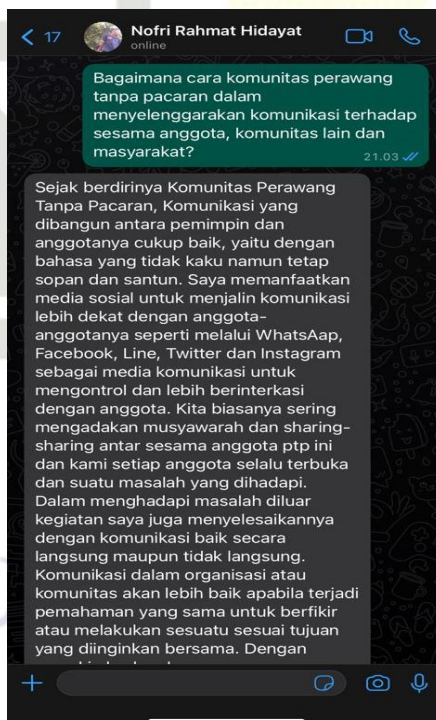 17
Nofri Rahmat Hidayat
online
Bagaimana cara komunitas perawang
tanpa pacaran dalam
menyelenggarakan komunikasi terhadap
sesama anggota, komunitas lain dan
masyarakat?
21.03
Sejak berdirinya Komunitas Perawang
Tanpa Pacaran, Komunikasi yang
dibangun antara pemimpin dan
anggotanya cukup baik, yaitu dengan
bahasa yang tidak kaku namun tetap
sopan dan santun. Saya memanfaatkan
media sosial untuk menjalin komunikasi
lebih dekat dengan anggota-
anggotanya seperti melalui WhatsAap,
Facebook, Line, Twitter dan Instagram
sebagai media komunikasi untuk
mengontrol dan lebih berinterkasi
dengan anggota. Kita biasanya sering
mengadakan musyawarah dan sharing-
sharing antar sesama anggota ptp ini
dan kami setiap anggota selalu terbuka
dan suatu masalah yang dihadapi.
Dalam menghadapi masalah diluar
kegiatan saya juga menyelesaikannya
dengan komunikasi baik secara
langsung maupun tidak langsung.
Komunikasi dalam organisasi atau
komunitas akan lebih baik apabila terjadi
pemahaman yang sama untuk berfikir
atau melakukan sesuatu sesuai tujuan
yang diinginkan bersama. Dengan